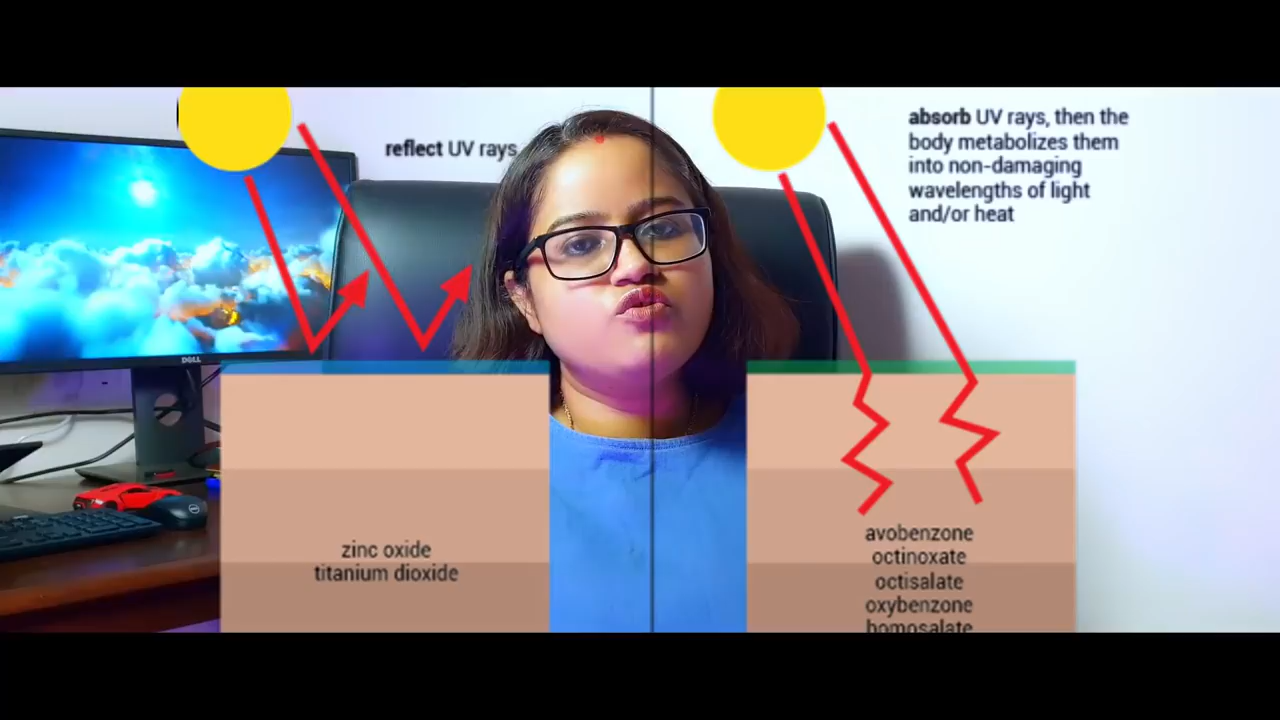 reflect UV rays
absorb UV rays, then the
body metabolizes them
into non-damaging
wavelengths of light
and/or heat
DELL
zinc oxide
titanium dioxide
avobenzone
octinoxate
octisalate
oxybenzone
homosalate